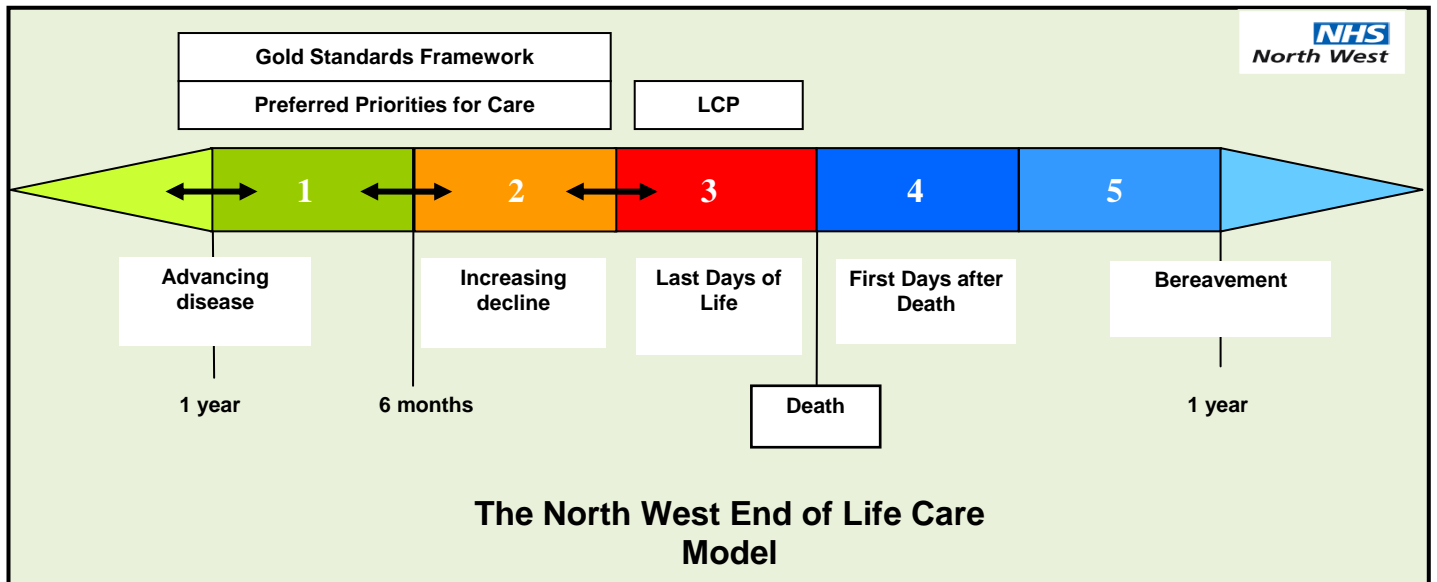 NHS
North West
Gold Standards Framework
Preferred Priorities for Care
LCP
1
2
3
4
5
Advancing
disease
Increasing
decline
Last Days of
Life
First Days after
Death
Bereavement
1 year
6 months
Death
1 year
The North West End of Life Care
Model